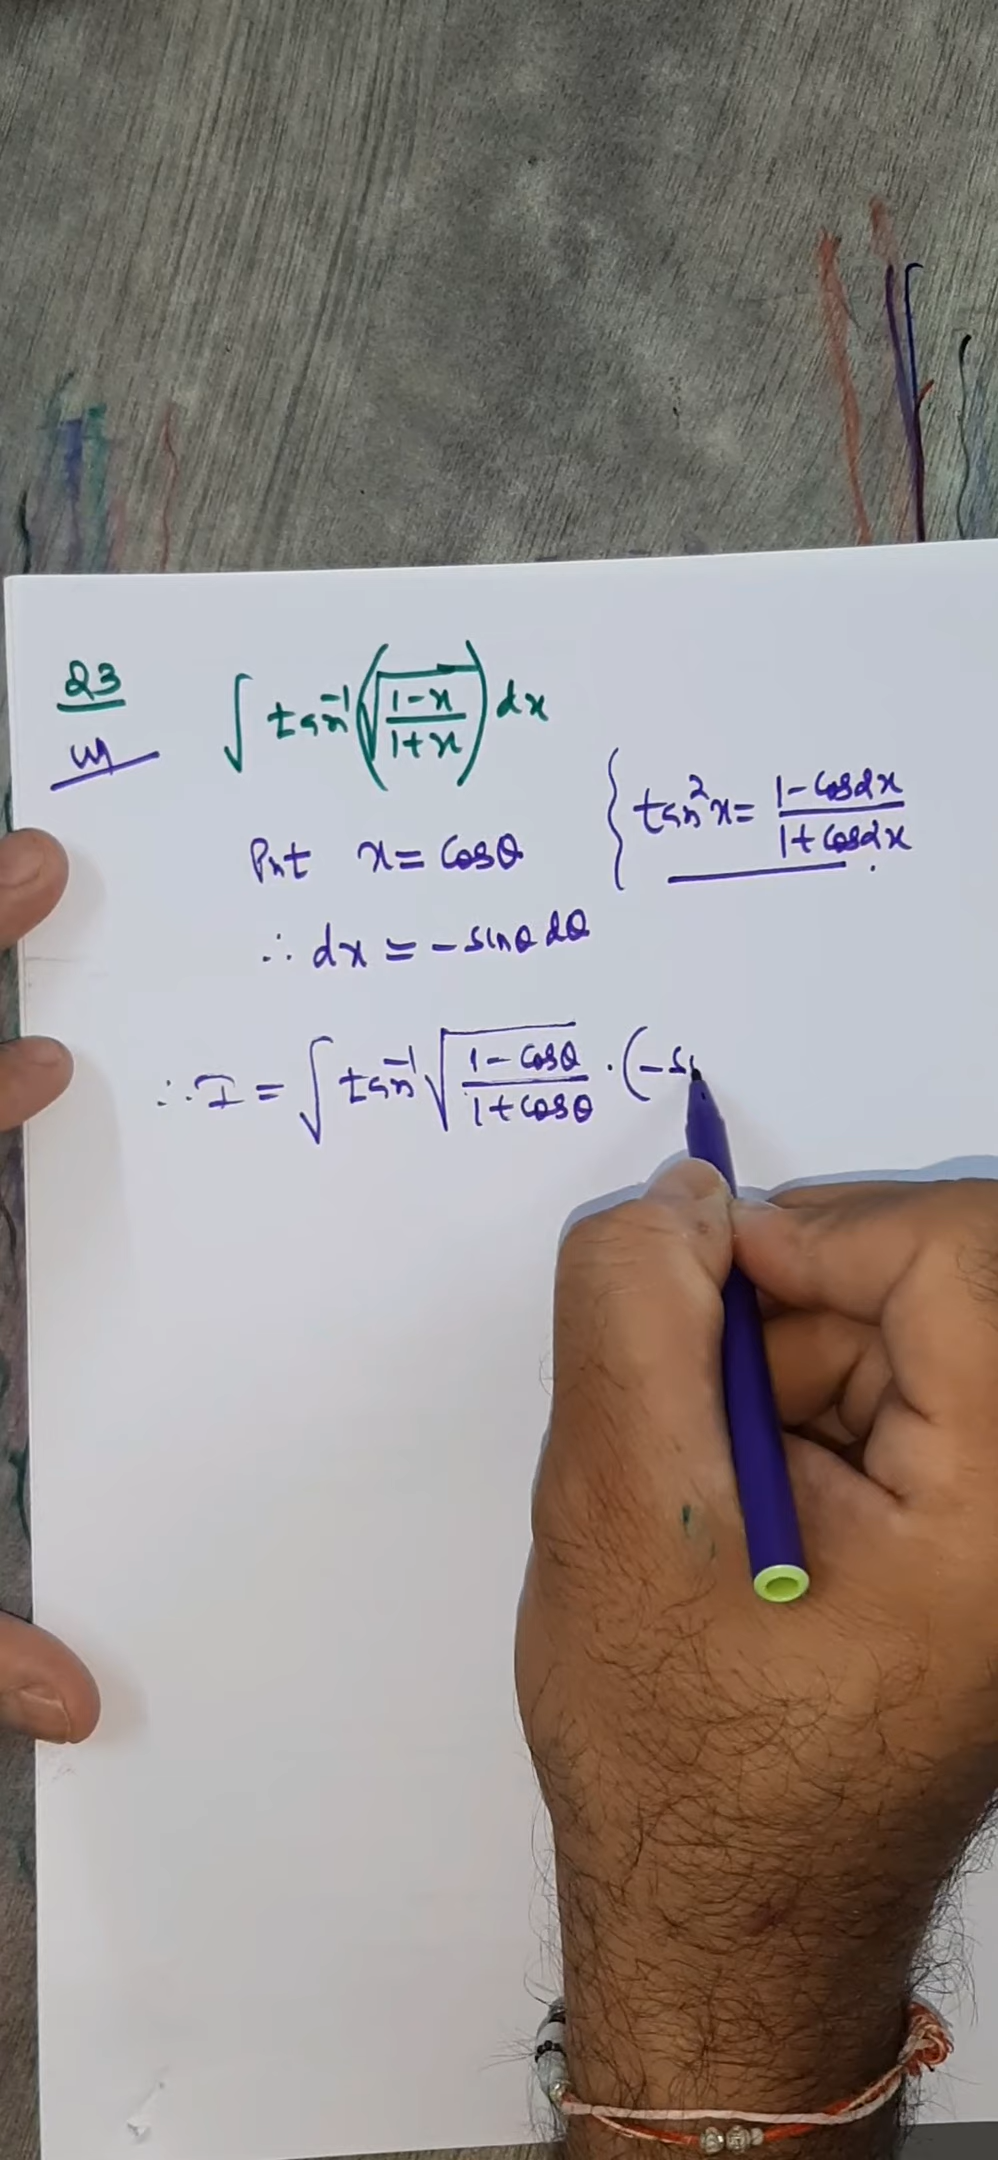 Q3 ∫ tan⁻¹(√((1-x)/(1+x))) dx
Put x = cosθ { tan²x = (1-cos2x)/(1+cos2x) .
∴ dx = -sinθ dθ
∴ I = ∫ tan⁻¹ √((1-cosθ)/(1+cosθ)) · (-s